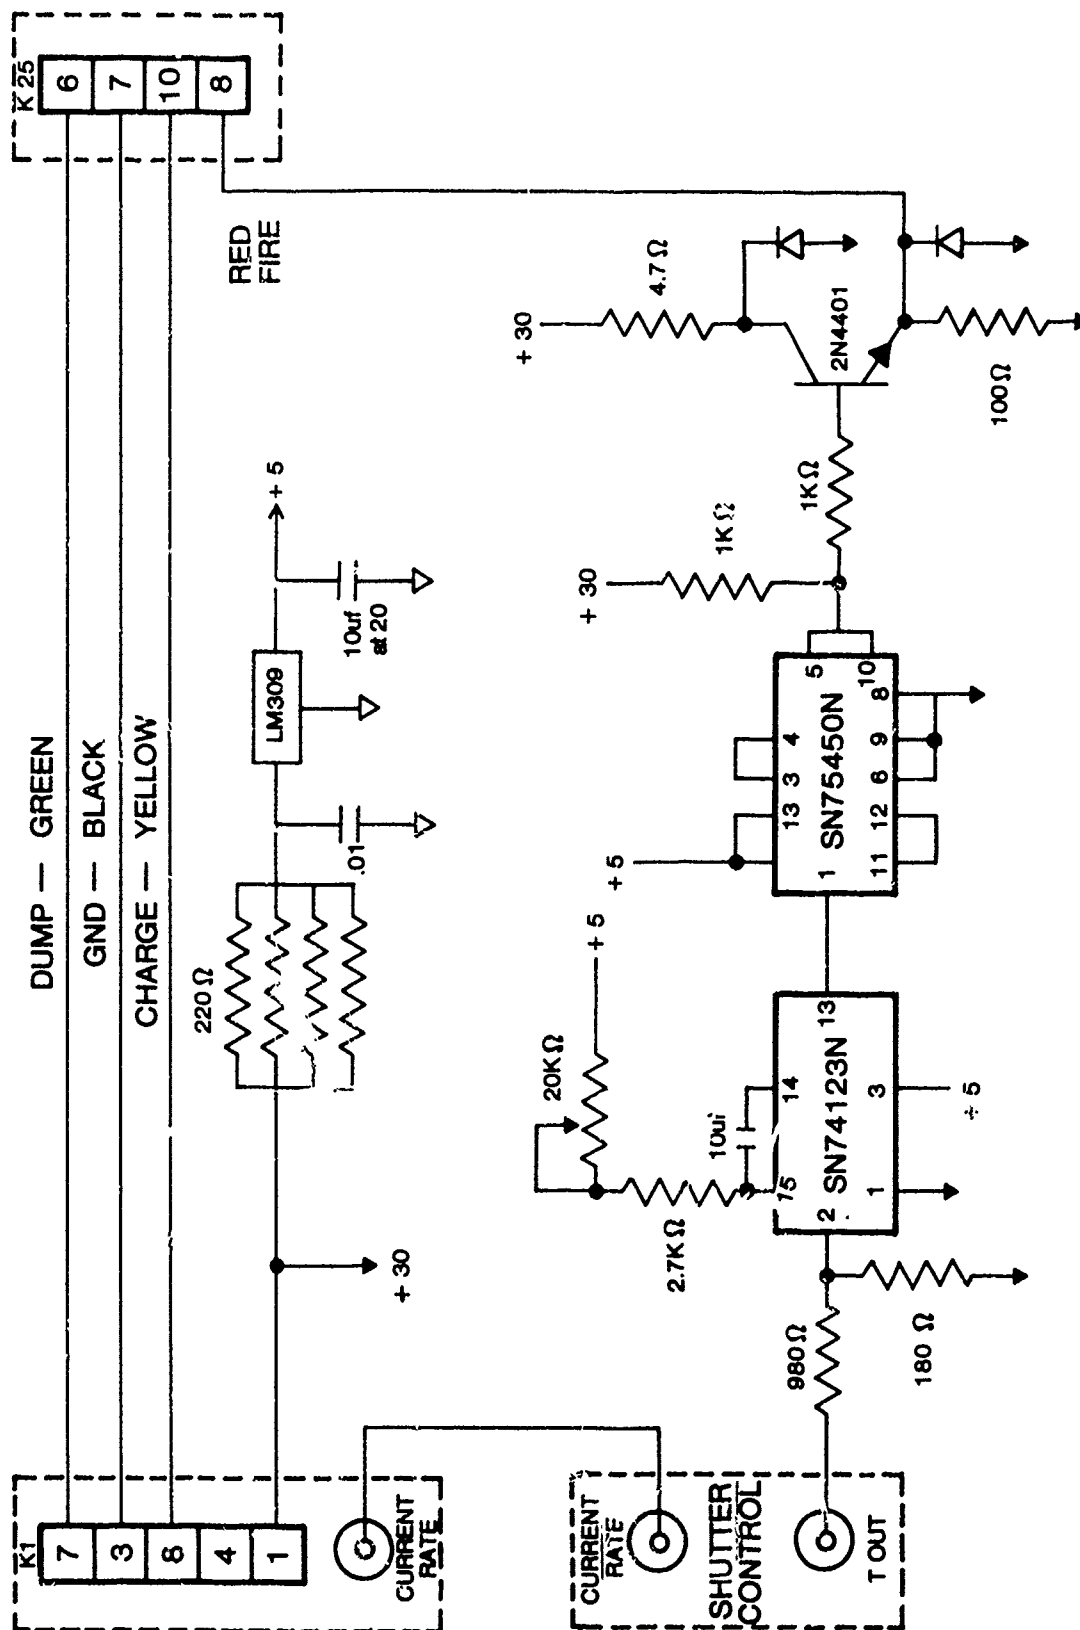 K1
7
3
8
4
1
CURRENT
RATE
K 25
6
7
10
8
DUMP — GREEN
GND — BLACK
CHARGE — YELLOW
RED
FIRE
+ 30
220 Ω
.01
LM309
10uf
at 20
+ 5
CURRENT
RATE
SHUTTER
CONTROL
T OUT
980Ω
180 Ω
2.7KΩ
20KΩ
+ 5
15
14
2
SN74123N
13
1
3
+ 5
+5
13
3
4
1
SN75450N
5
10
11
12
6
9
8
+ 30
1KΩ
1KΩ
+ 30
4.7Ω
2N4401
100Ω